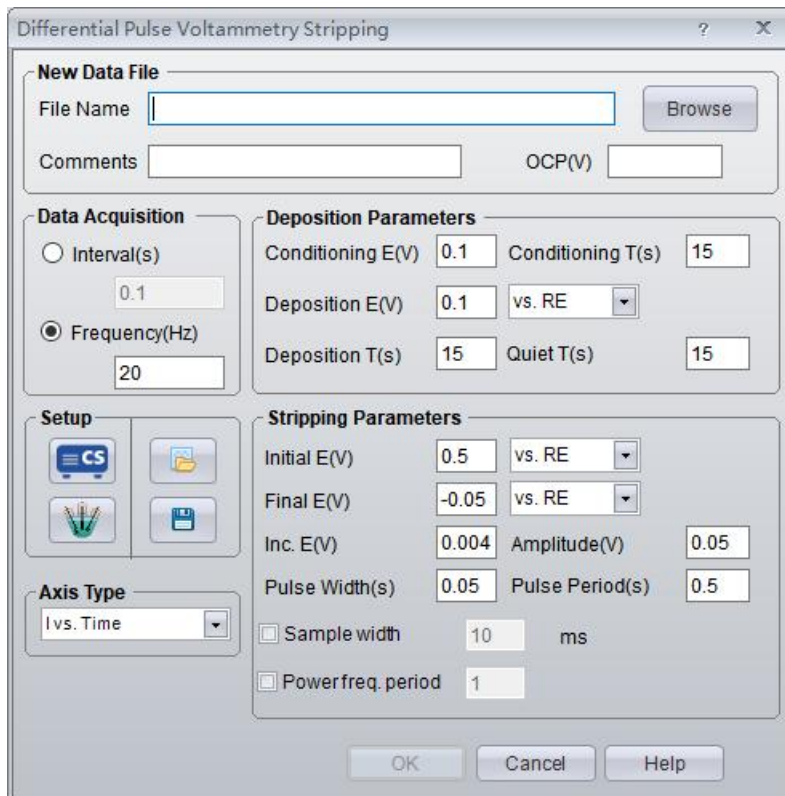 Differential Pulse Voltammetry Stripping ? X
New Data File
File Name Browse
Comments OCP(V)
Data Acquisition
Interval(s)
0.1
Frequency(Hz)
20
Deposition Parameters
Conditioning E(V) 0.1 Conditioning T(s) 15
Deposition E(V) 0.1 vs. RE
Deposition T(s) 15 Quiet T(s) 15
Setup
CS
Axis Type
I vs. Time
Stripping Parameters
Initial E(V) 0.5 vs. RE
Final E(V) -0.05 vs. RE
Inc. E(V) 0.004 Amplitude(V) 0.05
Pulse Width(s) 0.05 Pulse Period(s) 0.5
Sample width 10 ms
Power freq. period 1
OK Cancel Help